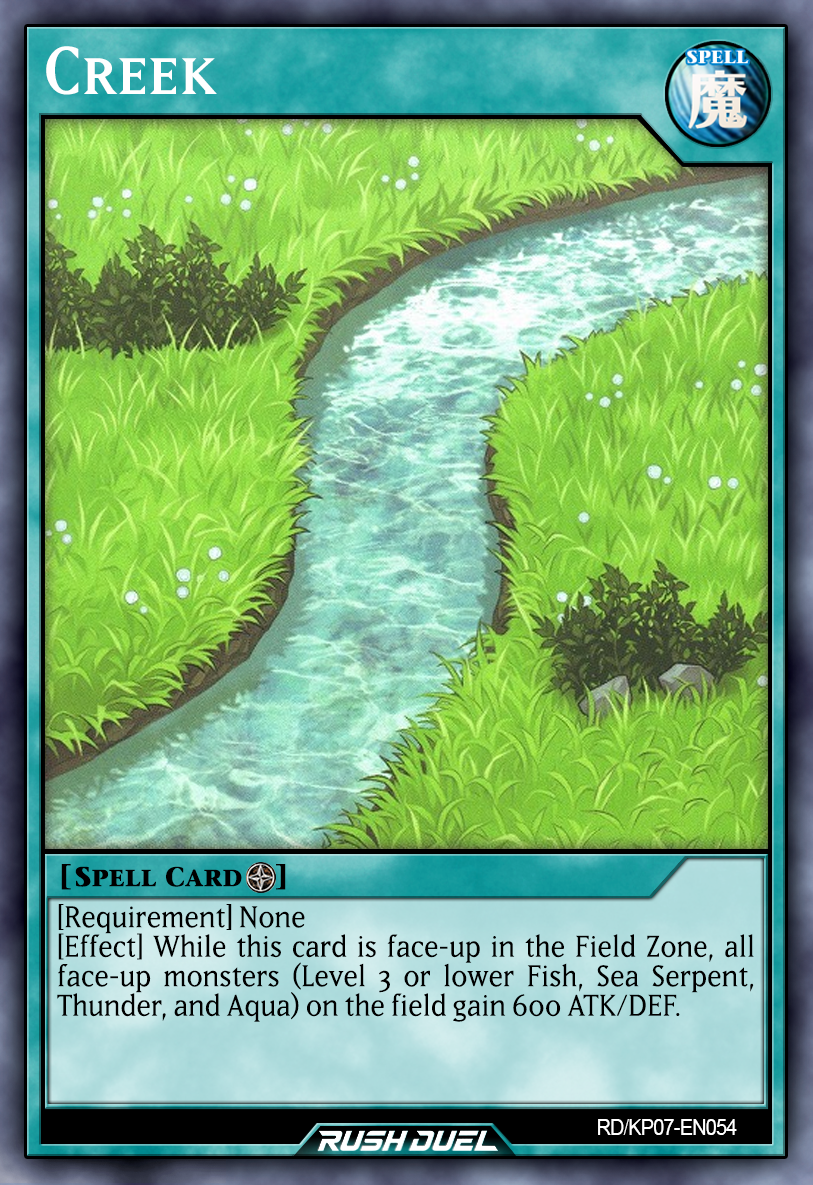 Creek
SPELL
魔
[Spell Card]
[Requirement] None
[Effect] While this card is face-up in the Field Zone, all
face-up monsters (Level 3 or lower Fish, Sea Serpent,
Thunder, and Aqua) on the field gain 600 ATK/DEF.
RD/KP07-EN054
RUSH DUEL